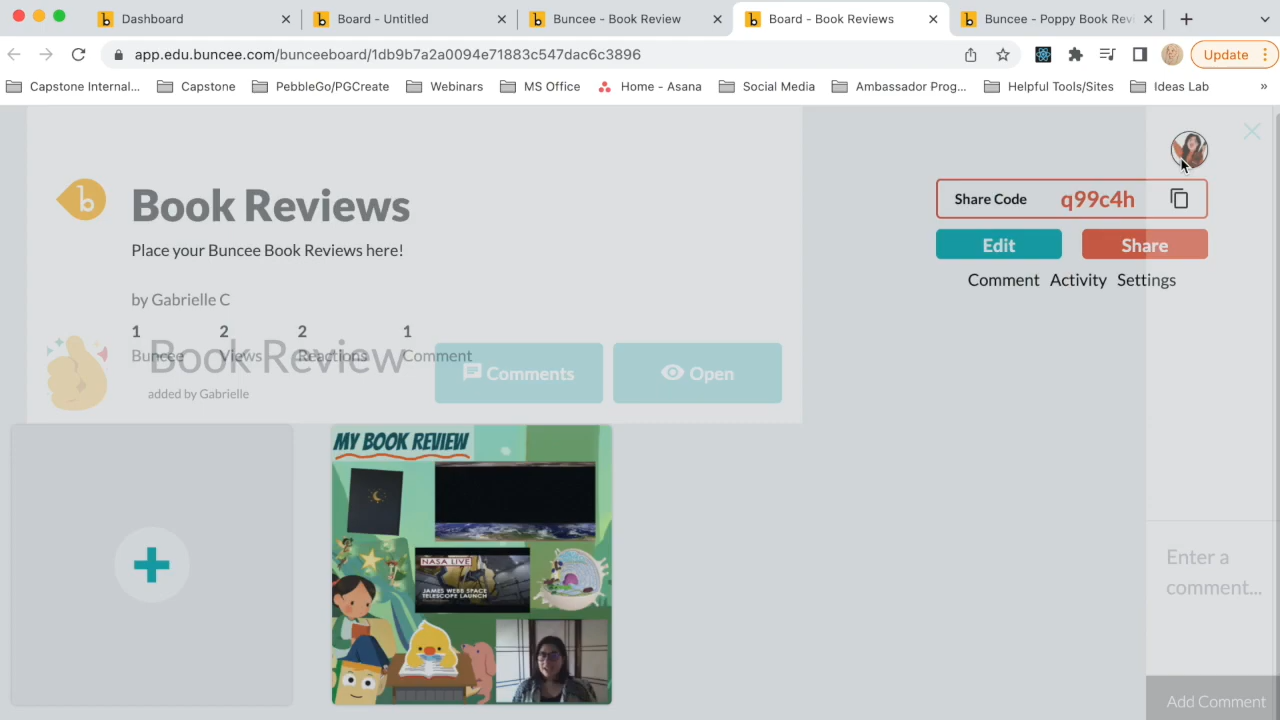 Dashboard
Board - Untitled
Buncee - Book Review
Board - Book Reviews
Buncee - Poppy Book Rev
app.edu.buncee.com/bunceeboard/1db9b7a2a0094e71883c547dac6c3896
Update
Capstone Internal...
Capstone
PebbleGo/PGCreate
Webinars
MS Office
Home - Asana
Social Media
Ambassador Prog...
Helpful Tools/Sites
Ideas Lab
»
Book Reviews
Place your Buncee Book Reviews here!
by Gabrielle C
1 2 2 1
Buncee Views Reactions Comment
Book Review
added by Gabrielle
Comments
Open
Share Code q99c4h
Edit
Share
Comment Activity Settings
MY BOOK REVIEW
NASA LIVE
JAMES WEBB SPACE
TELESCOPE LAUNCH
Enter a
comment...
Add Comment